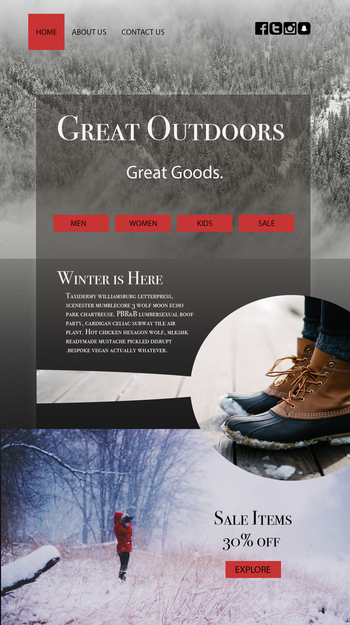 HOME ABOUT US CONTACT US
Great Outdoors
Great Goods.
MEN WOMEN KIDS SALE
Winter is Here
Taxidermy williamsburg letterpress,
scenester mumblecore 3 wolf moon echo
park chartreuse. PBR&B lumbersexual roof
party, cardigan celiac subway tile air
plant. Hot chicken hexagon wolf, mlkshk
readymade mustache pickled disrupt
.bespoke vegan actually whatever.
Sale Items
30% off
EXPLORE